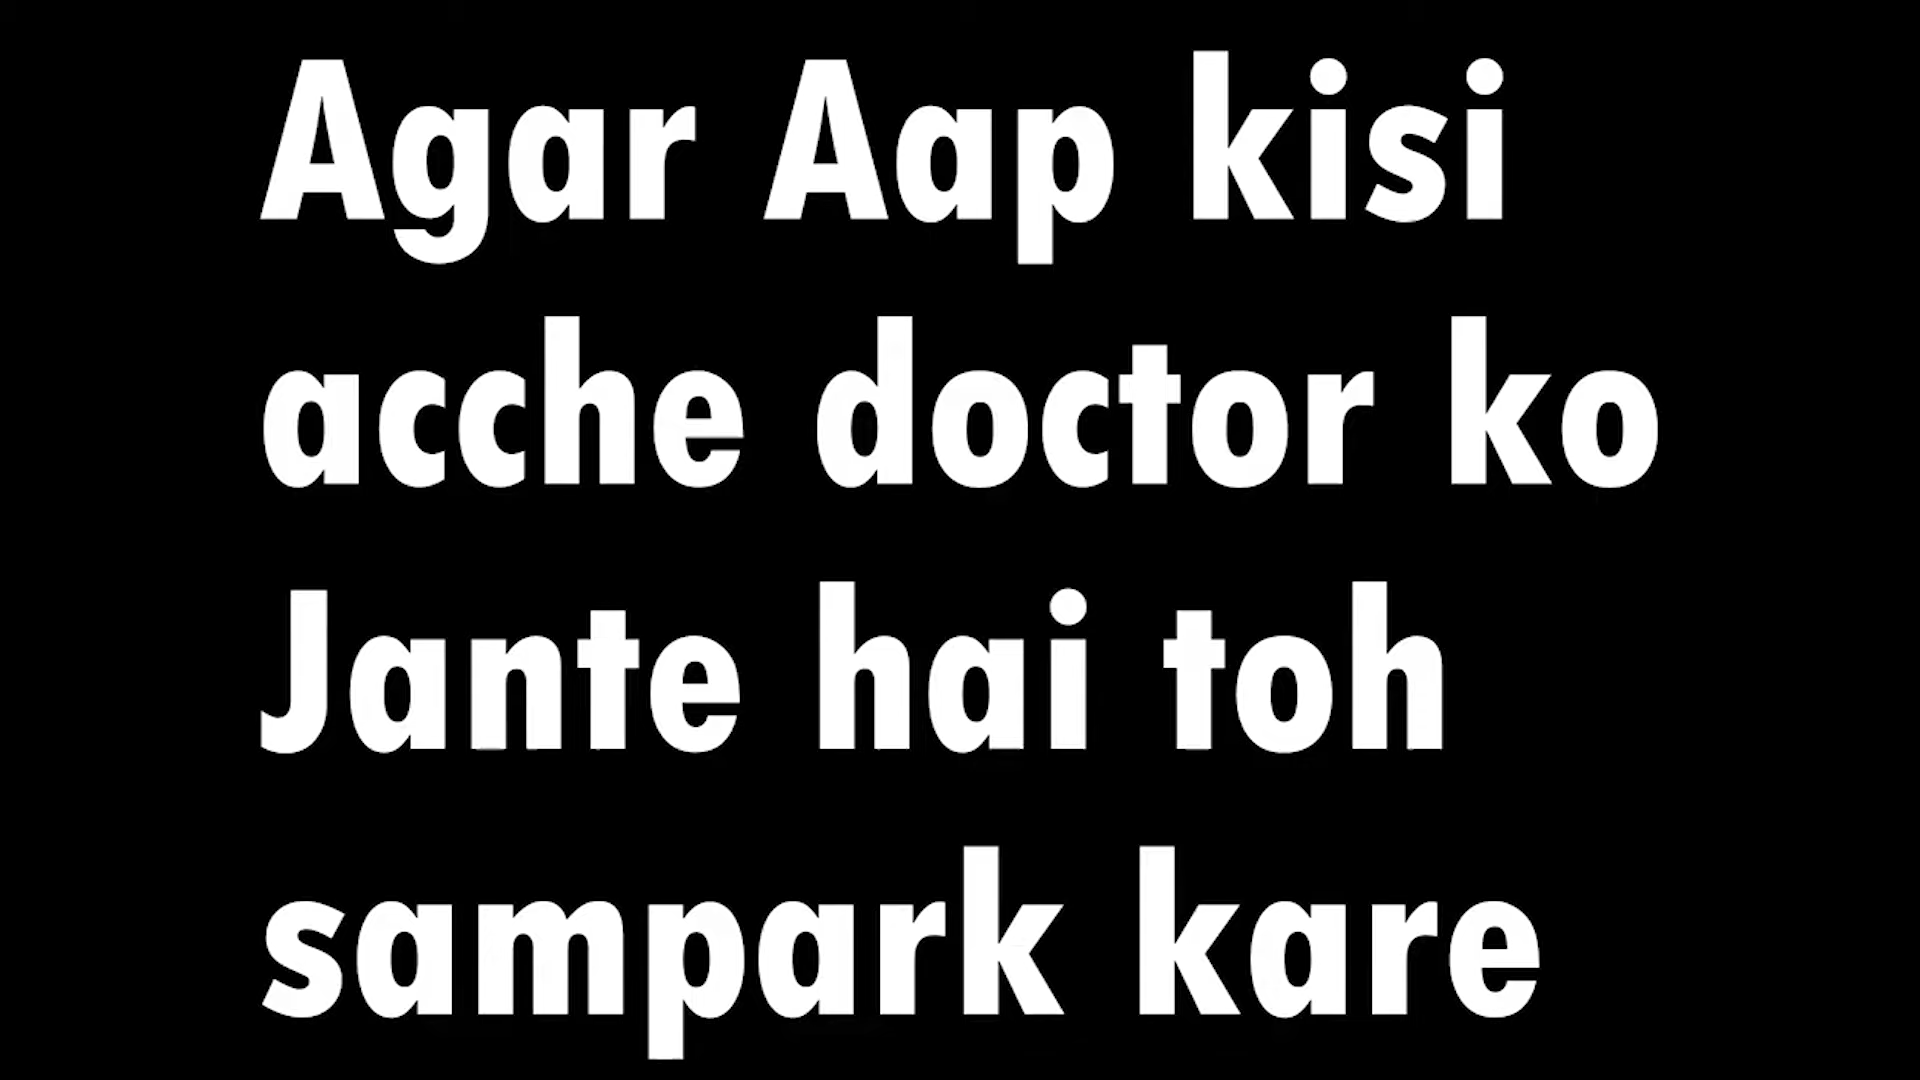 Agar Aap kisi
acche doctor ko
Jante hai toh
sampark kare